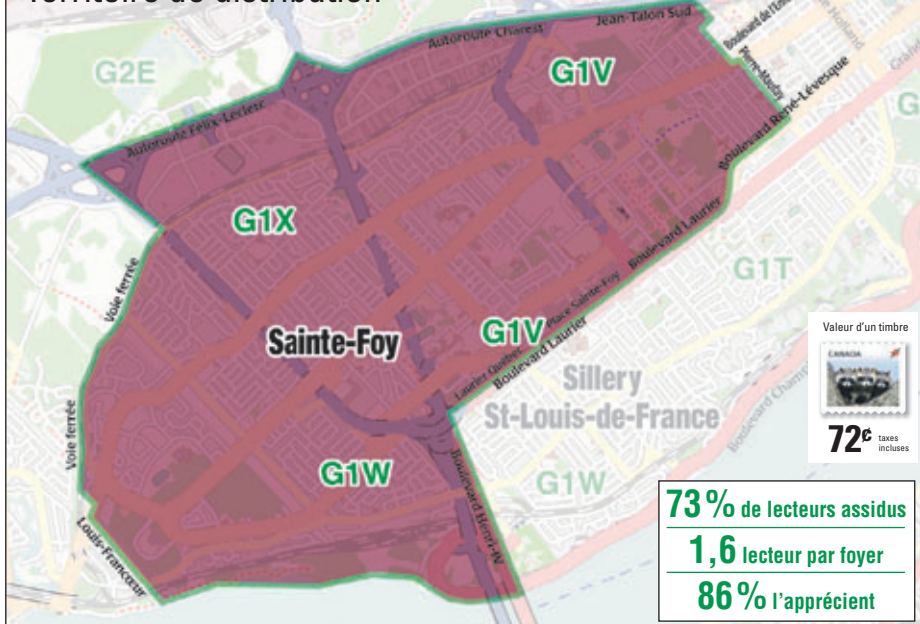 Territoire de distribution
Jean-Talon Sud
Autoroute Charest
G2E
G1V
Boulevard René-Lévesque
Autoroute Félix-Leclerc
G1X
Boulevard Laurier
G1T
Voie ferrée
Place Sainte-Foy
Sainte-Foy
G1V
Laurier Québec
Boulevard Laurier
Valeur d'un timbre
CANADA
72¢ taxes incluses
Sillery
St-Louis-de-France
Voie ferrée
G1W
Boulevard Henri-IV
G1W
Louis-Francœur
73 % de lecteurs assidus
1,6 lecteur par foyer
86 % l'apprécient